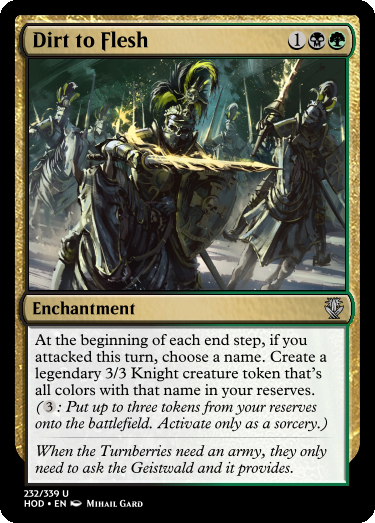 Dirt to Flesh 1
Enchantment
At the beginning of each end step, if you
attacked this turn, choose a name. Create a
legendary 3/3 Knight creature token that's
all colors with that name in your reserves.
(3: Put up to three tokens from your reserves
onto the battlefield. Activate only as a sorcery.)
When the Turnberries need an army, they only
need to ask the Geistwald and it provides.
232/339 U
HOD • EN Mihail Gard